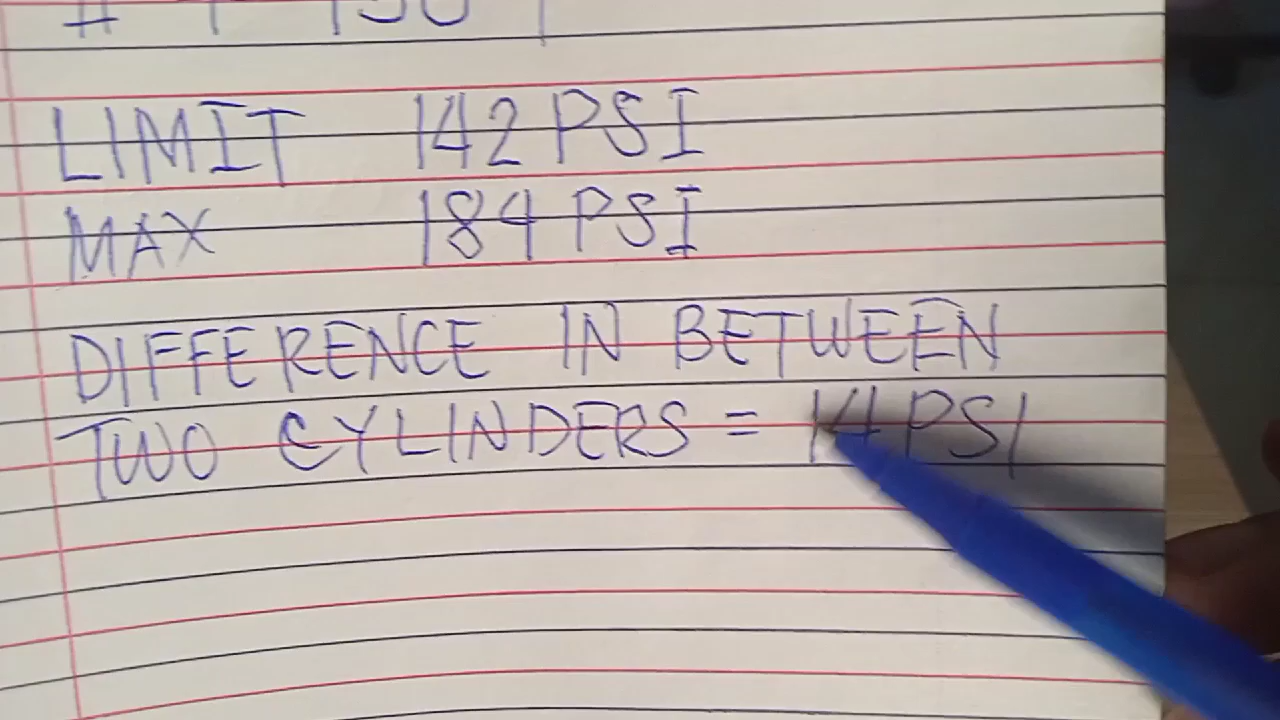 LIMIT 142 PSI
MAX 184 PSI
DIFFERENCE IN BETWEEN
TWO CYLINDERS = 14 PSI